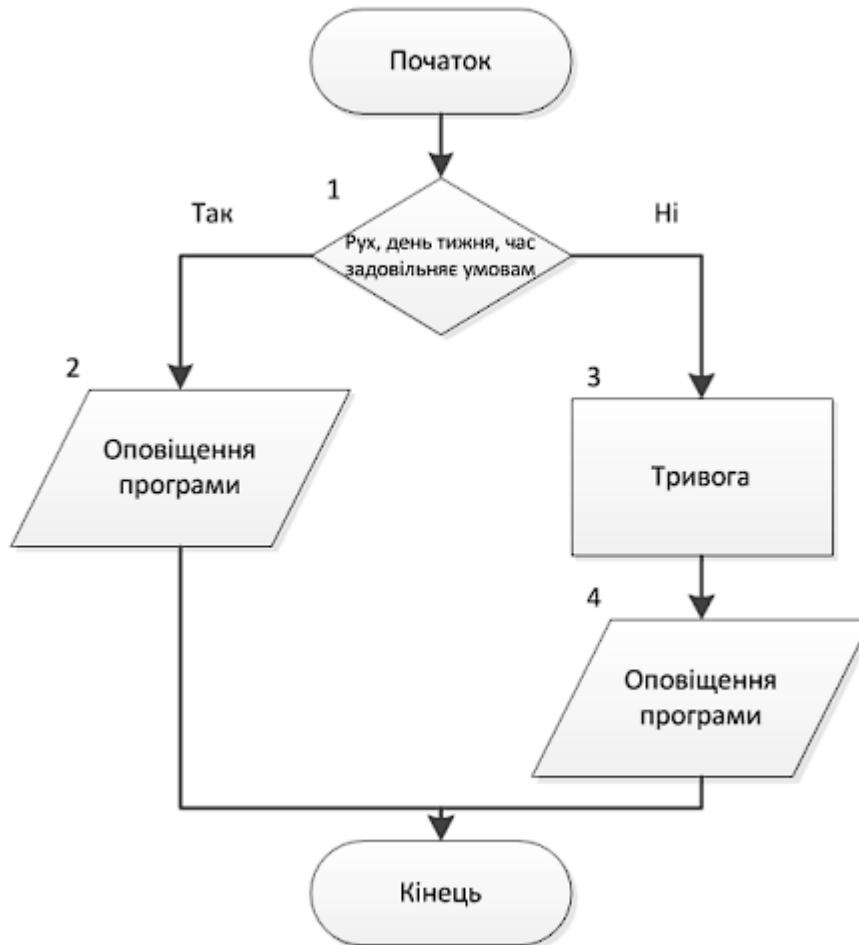 Початок
1
Так
Ні
Рух, день тижня, час
задовільняє умовам
2
Оповіщення
програми
3
Тривога
4
Оповіщення
програми
Кінець